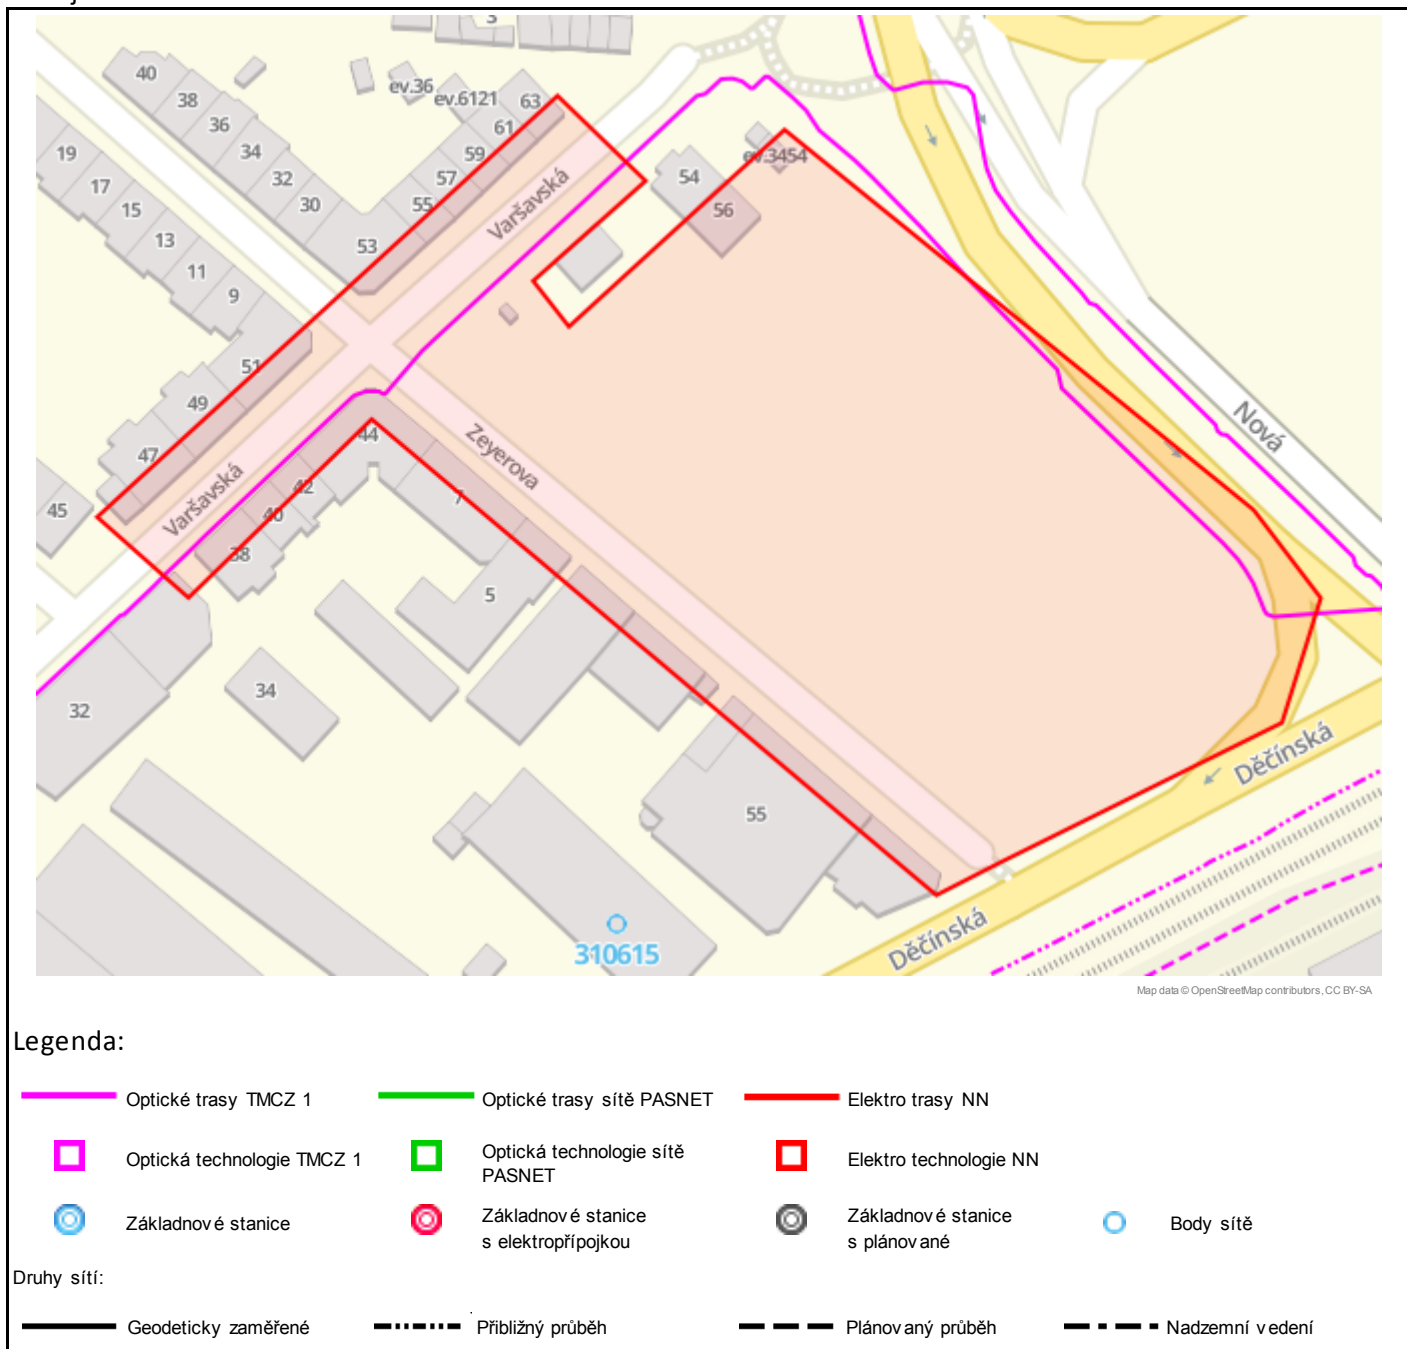 3
40
38
36
34
32
30
53
ev.36
ev.6121
63
61
59
57
55
19
17
15
13
11
9
51
49
47
45
54
56
ev.3454
Varšavská
Varšavská
Zeyerova
Nová
44
42
40
38
5
34
32
55
310615
Děčínská
Děčínská
Map data © OpenStreetMap contributors, CC BY-SA
Legenda:
Optické trasy TMCZ 1
Optické trasy sítě PASNET
Elektro trasy NN
Optická technologie TMCZ 1
Optická technologie sítě
PASNET
Elektro technologie NN
Základnové stanice
Základnové stanice
s elektropřípojkou
Základnové stanice
s plánované
Body sítě
Druhy sítí:
Geodeticky zaměřené
Přibližný průběh
Plánovaný průběh
Nadzemní vedení